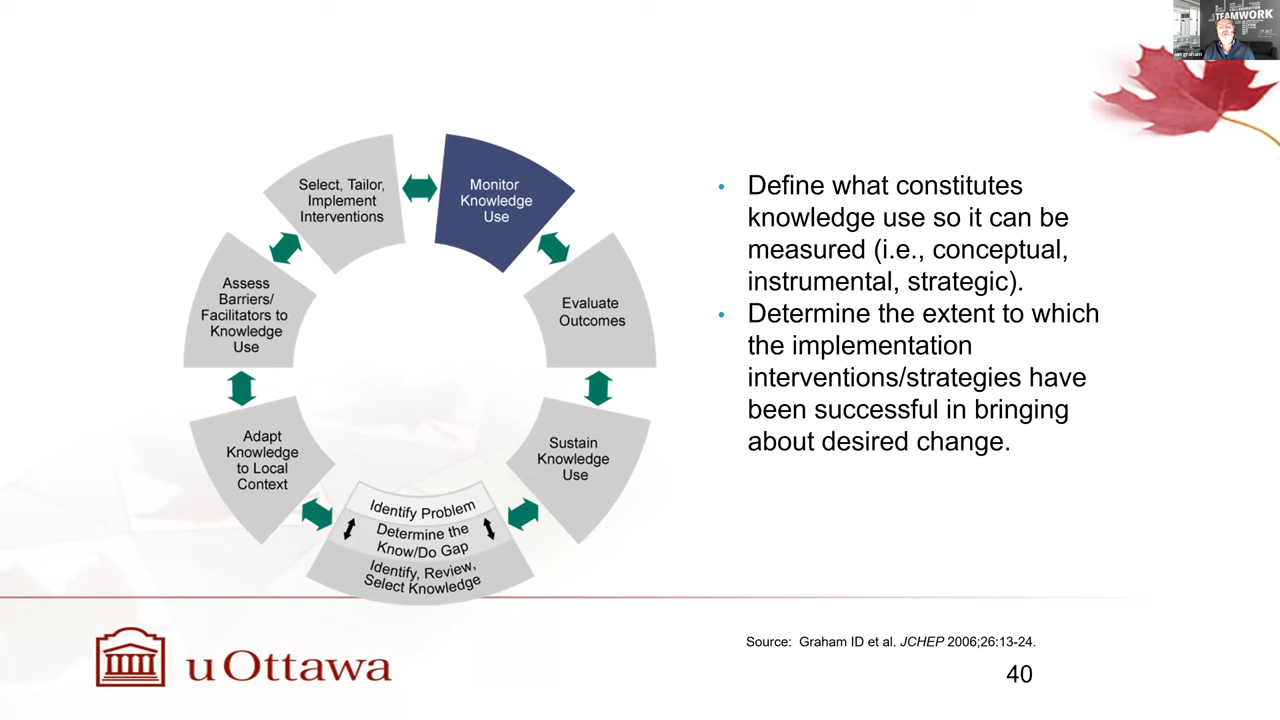 COLLABORATION
TEAMWORK
ian graham
Select, Tailor,
Implement
Interventions
Monitor
Knowledge
Use
Assess
Barriers/
Facilitators to
Knowledge
Use
Evaluate
Outcomes
Adapt
Knowledge
to Local
Context
Sustain
Knowledge
Use
Identify Problem
Determine the
Know/Do Gap
Identify, Review,
Select Knowledge
• Define what constitutes
knowledge use so it can be
measured (i.e., conceptual,
instrumental, strategic).
• Determine the extent to which
the implementation
interventions/strategies have
been successful in bringing
about desired change.
Source: Graham ID et al. JCHEP 2006;26:13-24.
40
uOttawa